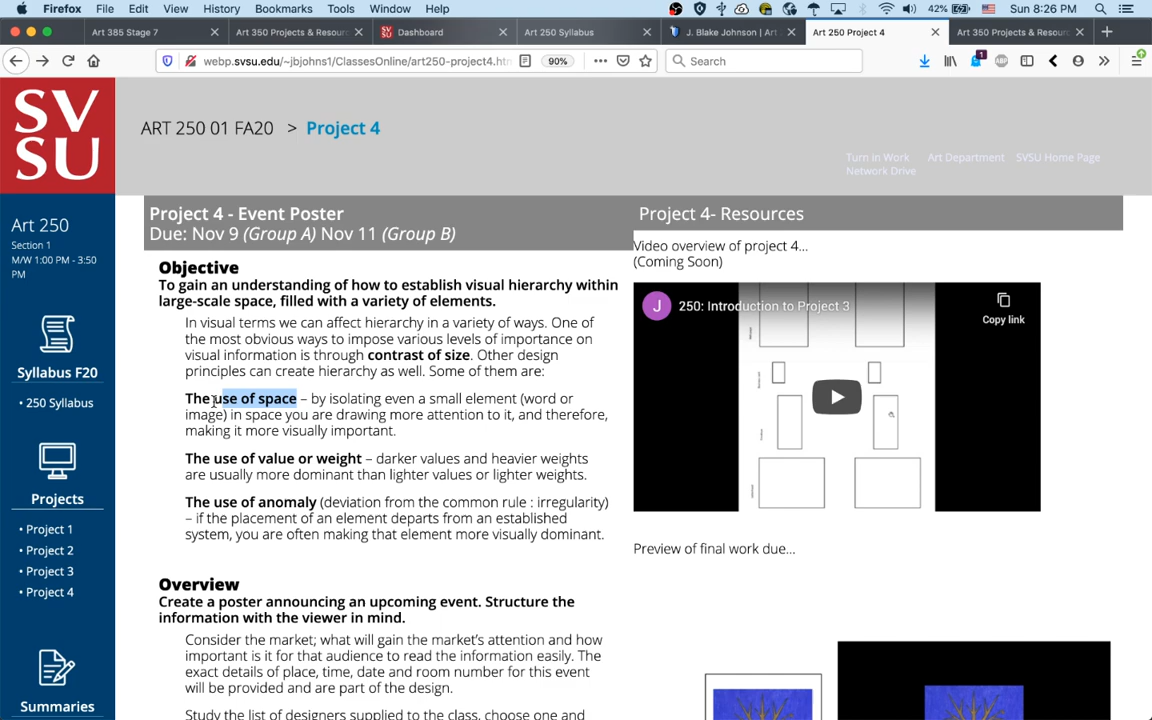 Firefox File Edit View History Bookmarks Tools Window Help 42% Sun 8:26 PM
Art 385 Stage 7 Art 350 Projects & Resourc Dashboard Art 250 Syllabus J. Blake Johnson | Art Art 250 Project 4 Art 350 Projects & Resourc
webp.svsu.edu/~jbjohns1/ClassesOnline/art250-project4.htm 90% Search 1 ABP
SV
SU
ART 250 01 FA20 > Project 4
Turn in Work Art Department SVSU Home Page
Network Drive
Art 250
Section 1
M/W 1:00 PM - 3:50
PM
Syllabus F20
• 250 Syllabus
Projects
• Project 1
• Project 2
• Project 3
• Project 4
Summaries
Project 4 - Event Poster
Due: Nov 9 (Group A) Nov 11 (Group B)
Objective
To gain an understanding of how to establish visual hierarchy within
large-scale space, filled with a variety of elements.
In visual terms we can affect hierarchy in a variety of ways. One of
the most obvious ways to impose various levels of importance on
visual information is through contrast of size. Other design
principles can create hierarchy as well. Some of them are:
The use of space – by isolating even a small element (word or
image) in space you are drawing more attention to it, and therefore,
making it more visually important.
The use of value or weight – darker values and heavier weights
are usually more dominant than lighter values or lighter weights.
The use of anomaly (deviation from the common rule : irregularity)
– if the placement of an element departs from an established
system, you are often making that element more visually dominant.
Overview
Create a poster announcing an upcoming event. Structure the
information with the viewer in mind.
Consider the market; what will gain the market's attention and how
important is it for that audience to read the information easily. The
exact details of place, time, date and room number for this event
will be provided and are part of the design.
Study the list of designers supplied to the class, choose one and
Project 4- Resources
Video overview of project 4...
(Coming Soon)
J 250: Introduction to Project 3
Copy link
Preview of final work due...